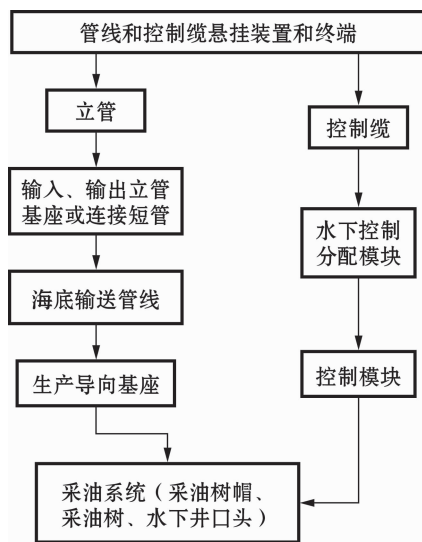 管线和控制缆悬挂装置和终端
立管
控制缆
输入、输出立管
基座或连接短管
水下控制
分配模块
海底输送管线
生产导向基座
控制模块
采油系统（采油树帽、
采油树、水下井口头）